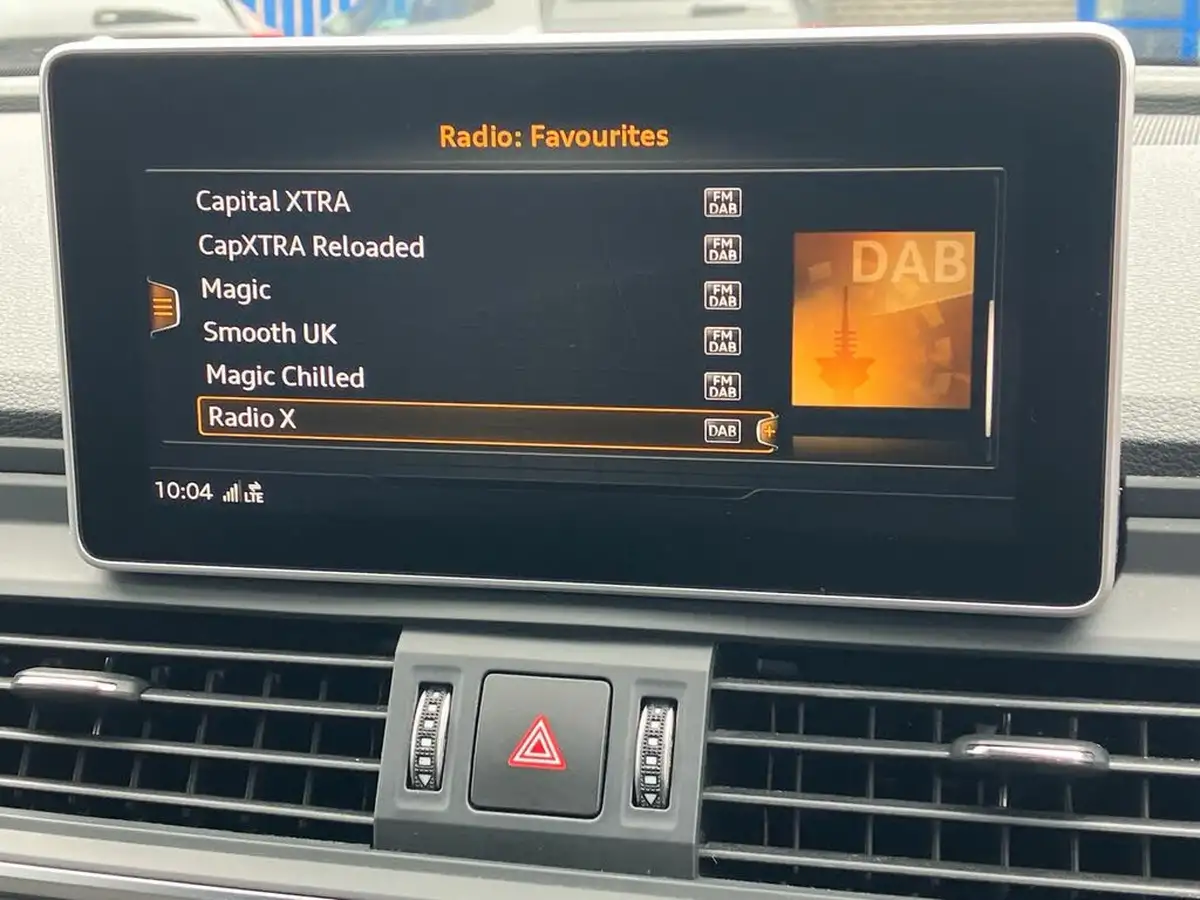 Radio: Favourites
Capital XTRA FM DAB
CapXTRA Reloaded FM DAB
Magic FM DAB
Smooth UK FM DAB
Magic Chilled FM DAB
Radio X DAB +
DAB
10:04 LTE